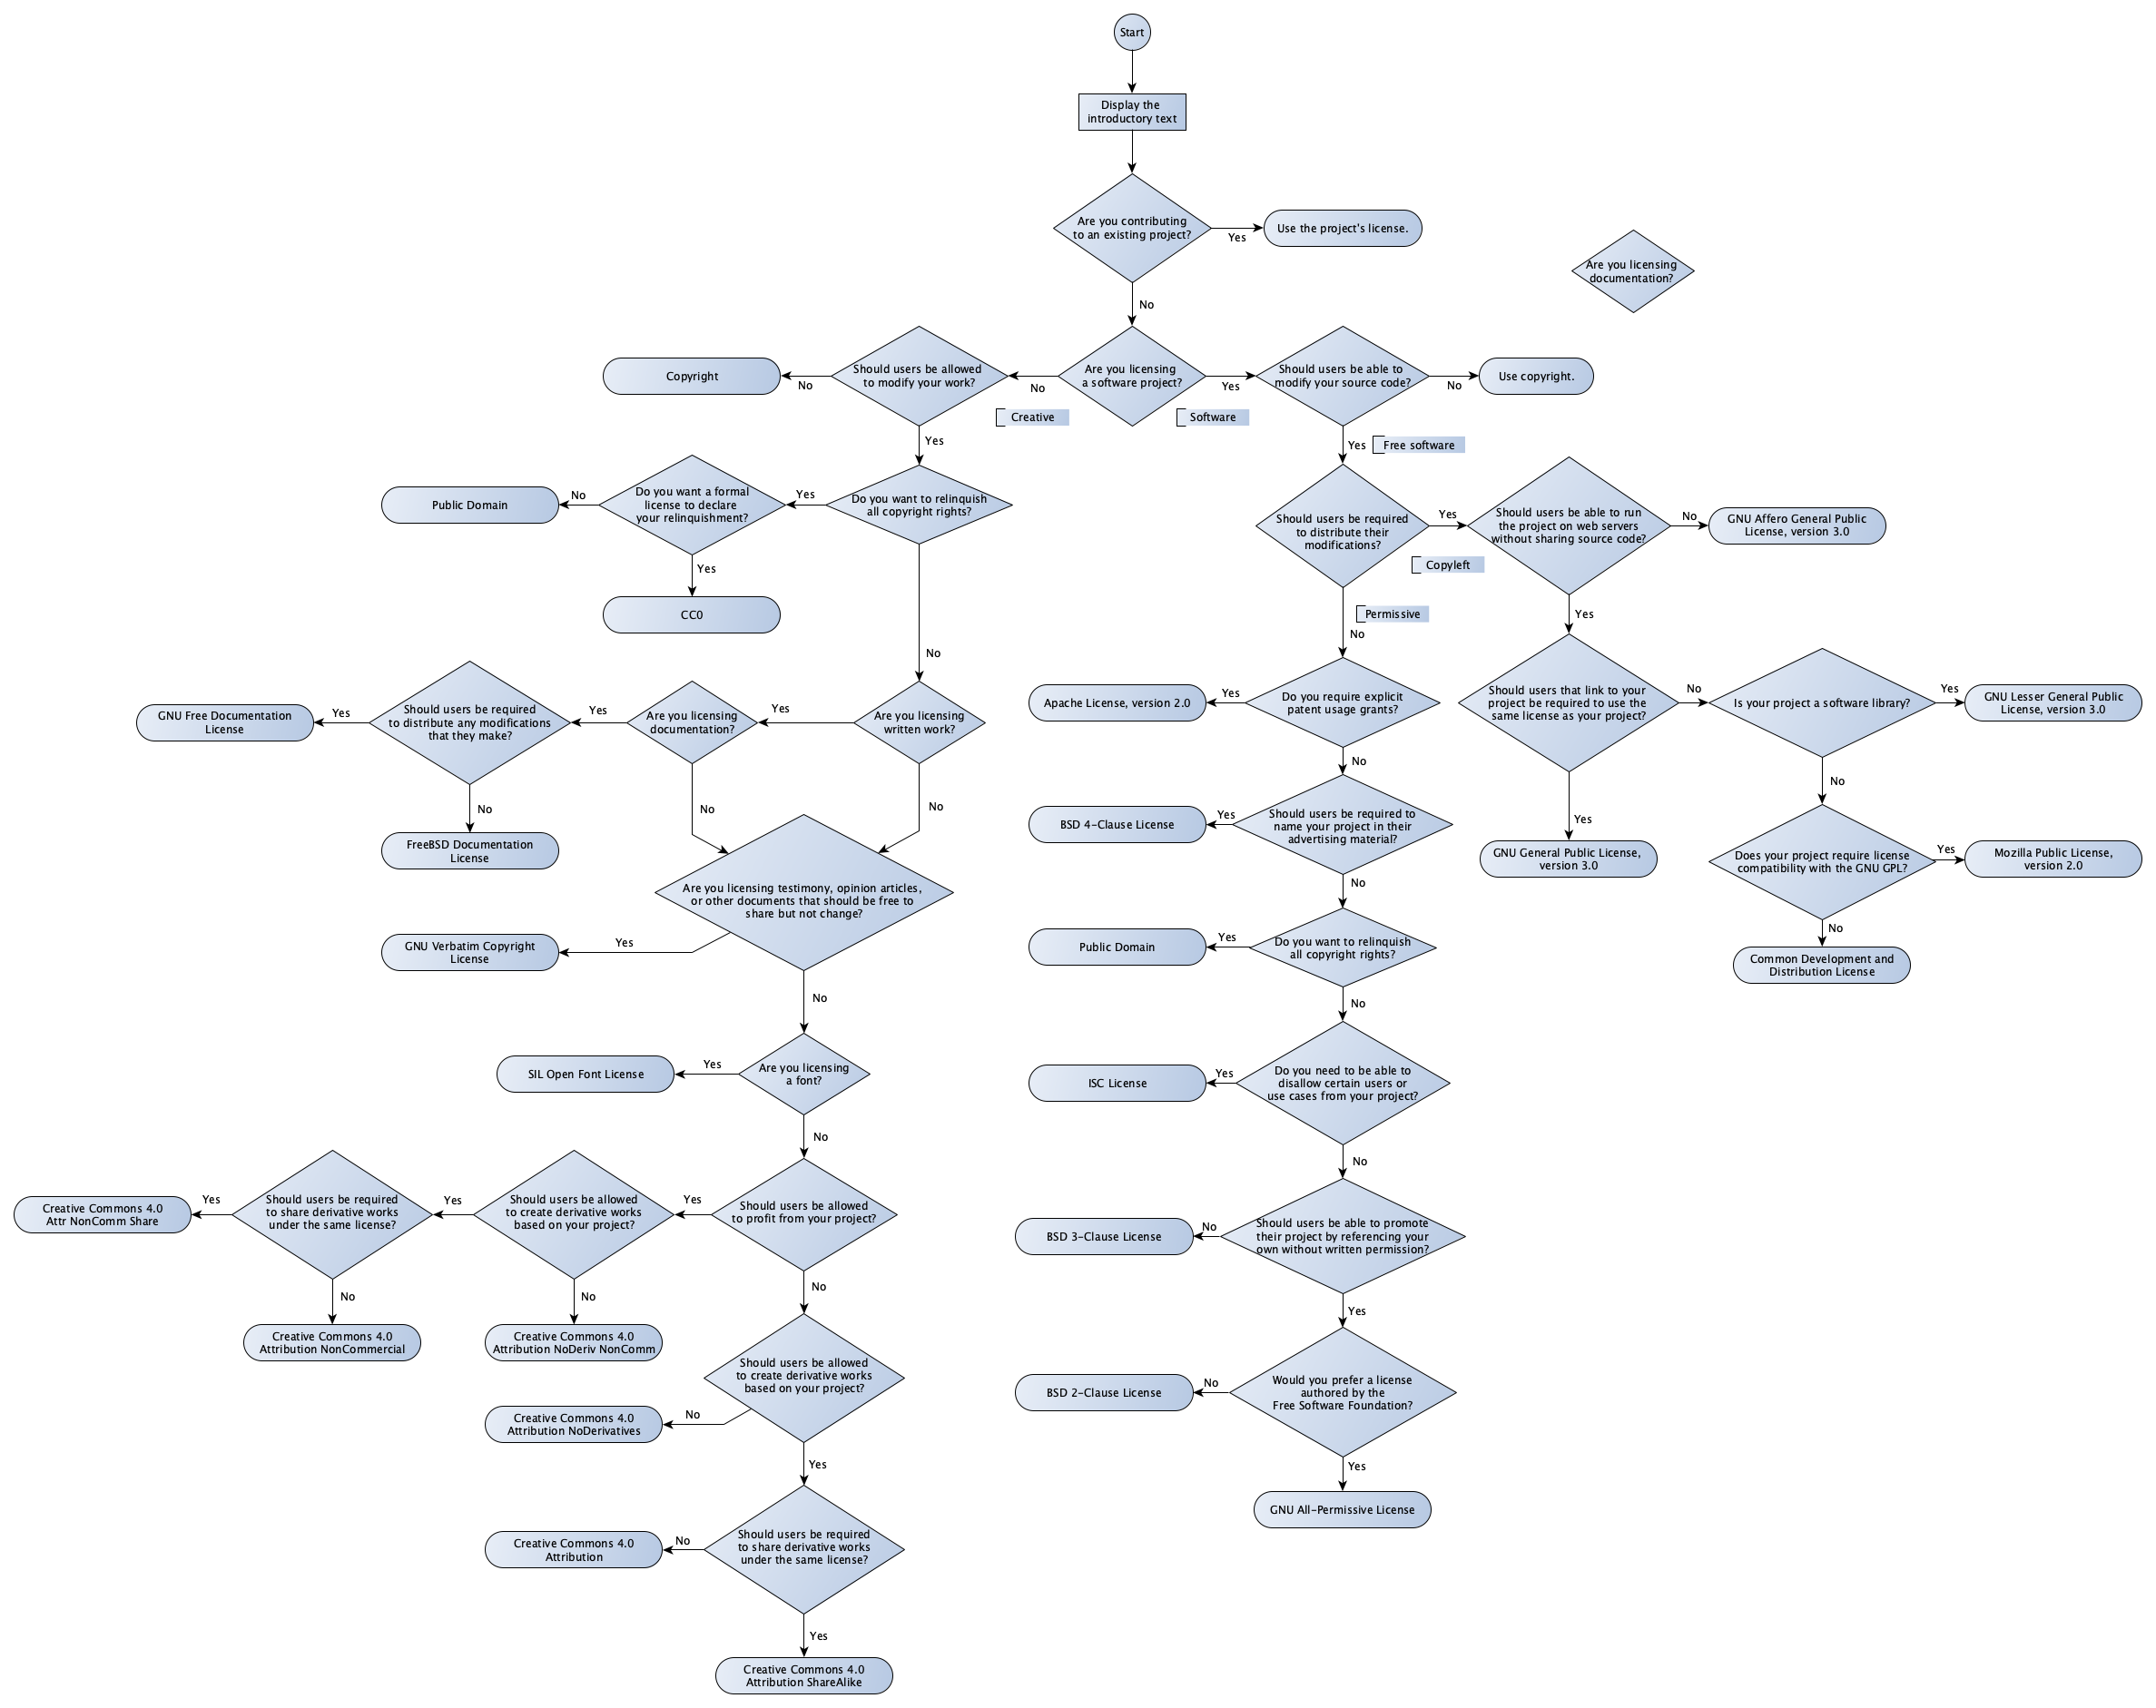 Start
Display the
introductory text
Are you contributing
to an existing project?
Yes
Use the project's license.
Are you licensing
documentation?
No
Copyright
No
Should users be allowed
to modify your work?
No
Creative
Are you licensing
a software project?
Yes
Software
Should users be able to
modify your source code?
No
Use copyright.
Yes
Yes
Free software
Public Domain
No
Do you want a formal
license to declare
your relinquishment?
Yes
Do you want to relinquish
all copyright rights?
Yes
CC0
No
Should users be required
to distribute their
modifications?
Yes
Copyleft
Should users be able to run
the project on web servers
without sharing source code?
No
GNU Affero General Public
License, version 3.0
Permissive
No
Yes
GNU Free Documentation
License
Yes
Should users be required
to distribute any modifications
that they make?
Yes
Are you licensing
documentation?
Yes
Are you licensing
written work?
No
FreeBSD Documentation
License
No
No
Apache License, version 2.0
Yes
Do you require explicit
patent usage grants?
No
Should users that link to your
project be required to use the
same license as your project?
No
Is your project a software library?
Yes
GNU Lesser General Public
License, version 3.0
Yes
GNU General Public License,
version 3.0
No
Does your project require license
compatibility with the GNU GPL?
Yes
Mozilla Public License,
version 2.0
No
Common Development and
Distribution License
BSD 4-Clause License
Yes
Should users be required to
name your project in their
advertising material?
No
Are you licensing testimony, opinion articles,
or other documents that should be free to
share but not change?
Yes
GNU Verbatim Copyright
License
No
Public Domain
Yes
Do you want to relinquish
all copyright rights?
No
SIL Open Font License
Yes
Are you licensing
a font?
No
ISC License
Yes
Do you need to be able to
disallow certain users or
use cases from your project?
No
Creative Commons 4.0
Attr NonComm Share
Yes
Should users be required
to share derivative works
under the same license?
Yes
Should users be allowed
to create derivative works
based on your project?
Yes
Should users be allowed
to profit from your project?
No
Creative Commons 4.0
Attribution NonCommercial
No
Creative Commons 4.0
Attribution NoDeriv NonComm
No
BSD 3-Clause License
No
Should users be able to promote
their project by referencing your
own without written permission?
Yes
Should users be allowed
to create derivative works
based on your project?
No
Creative Commons 4.0
Attribution NoDerivatives
Yes
BSD 2-Clause License
No
Would you prefer a license
authored by the
Free Software Foundation?
Yes
GNU All-Permissive License
Creative Commons 4.0
Attribution
No
Should users be required
to share derivative works
under the same license?
Yes
Creative Commons 4.0
Attribution ShareAlike